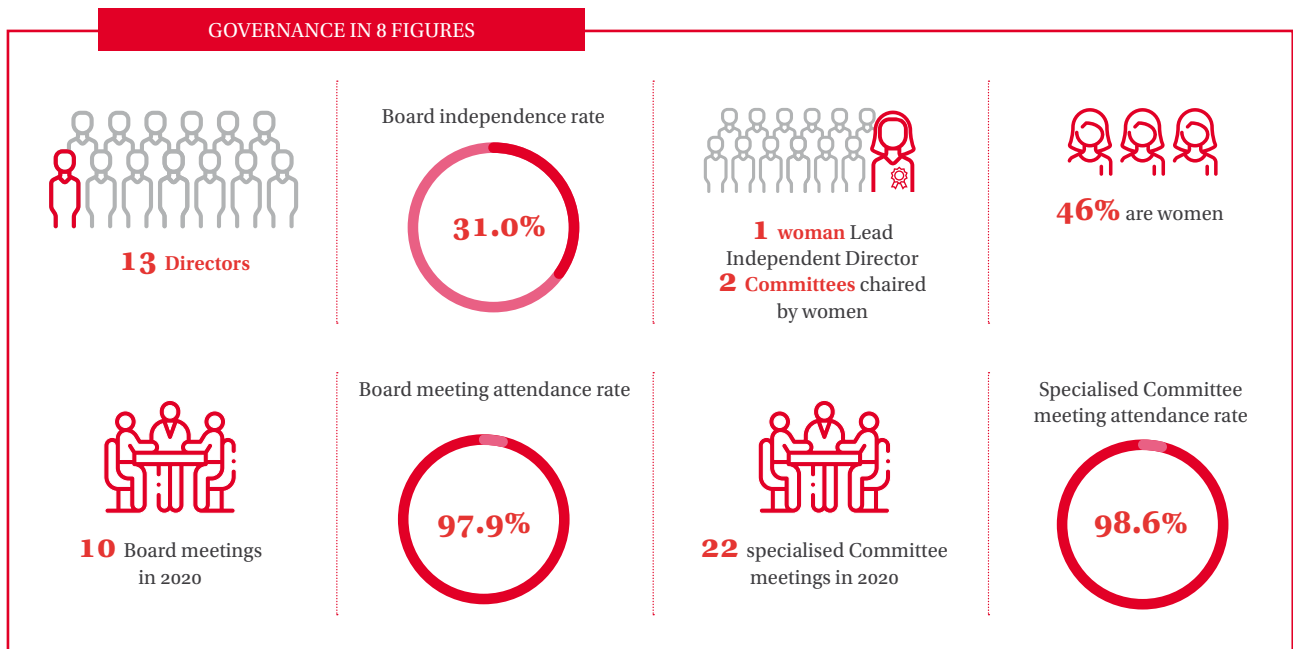 GOVERNANCE IN 8 FIGURES
13 Directors
Board independence rate
31.0%
1 woman Lead
Independent Director
2 Committees chaired
by women
46% are women
10 Board meetings
in 2020
Board meeting attendance rate
97.9%
22 specialised Committee
meetings in 2020
Specialised Committee
meeting attendance rate
98.6%